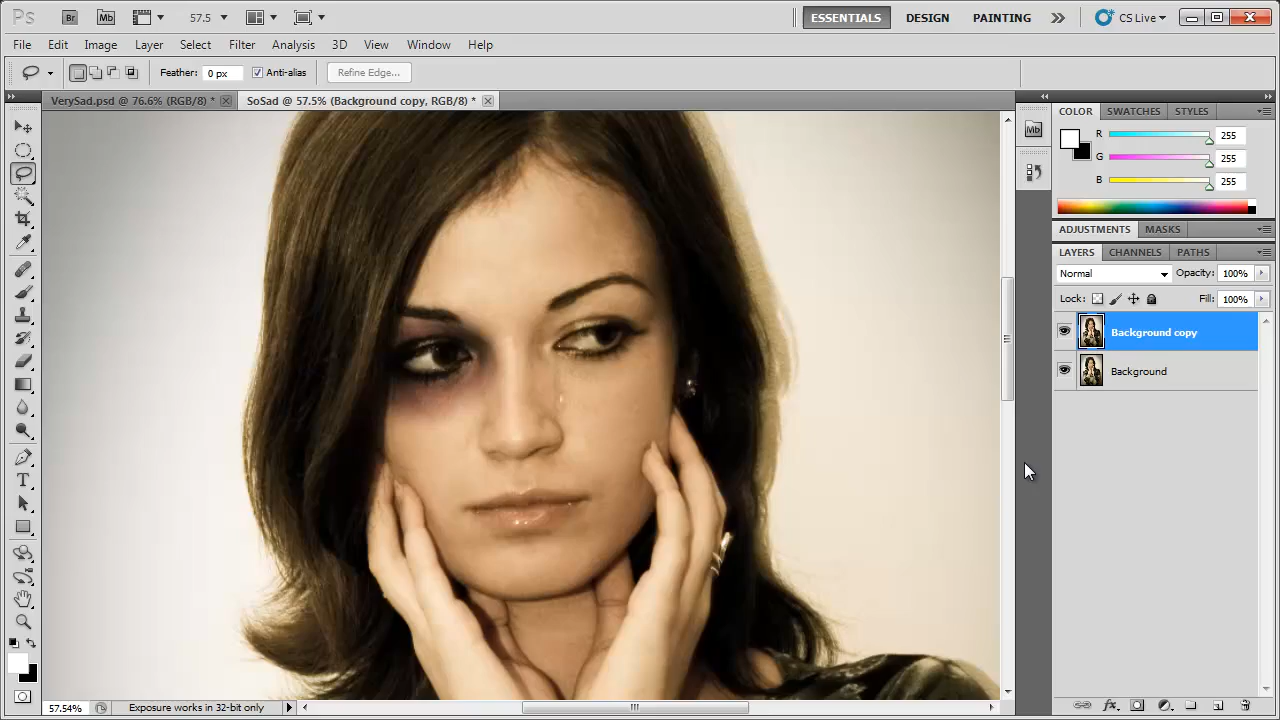 Ps Br Mb 57.5 ESSENTIALS DESIGN PAINTING CS Live
File Edit Image Layer Select Filter Analysis 3D View Window Help
Feather: 0 px Anti-alias Refine Edge...
VerySad.psd @ 76.6% (RGB/8) * SoSad @ 57.5% (Background copy, RGB/8) *
COLOR SWATCHES STYLES
Mb
R 255
G 255
B 255
ADJUSTMENTS MASKS
LAYERS CHANNELS PATHS
Normal Opacity: 100%
Lock: Fill: 100%
Background copy
Background
T
57.54% Exposure works in 32-bit only
fx